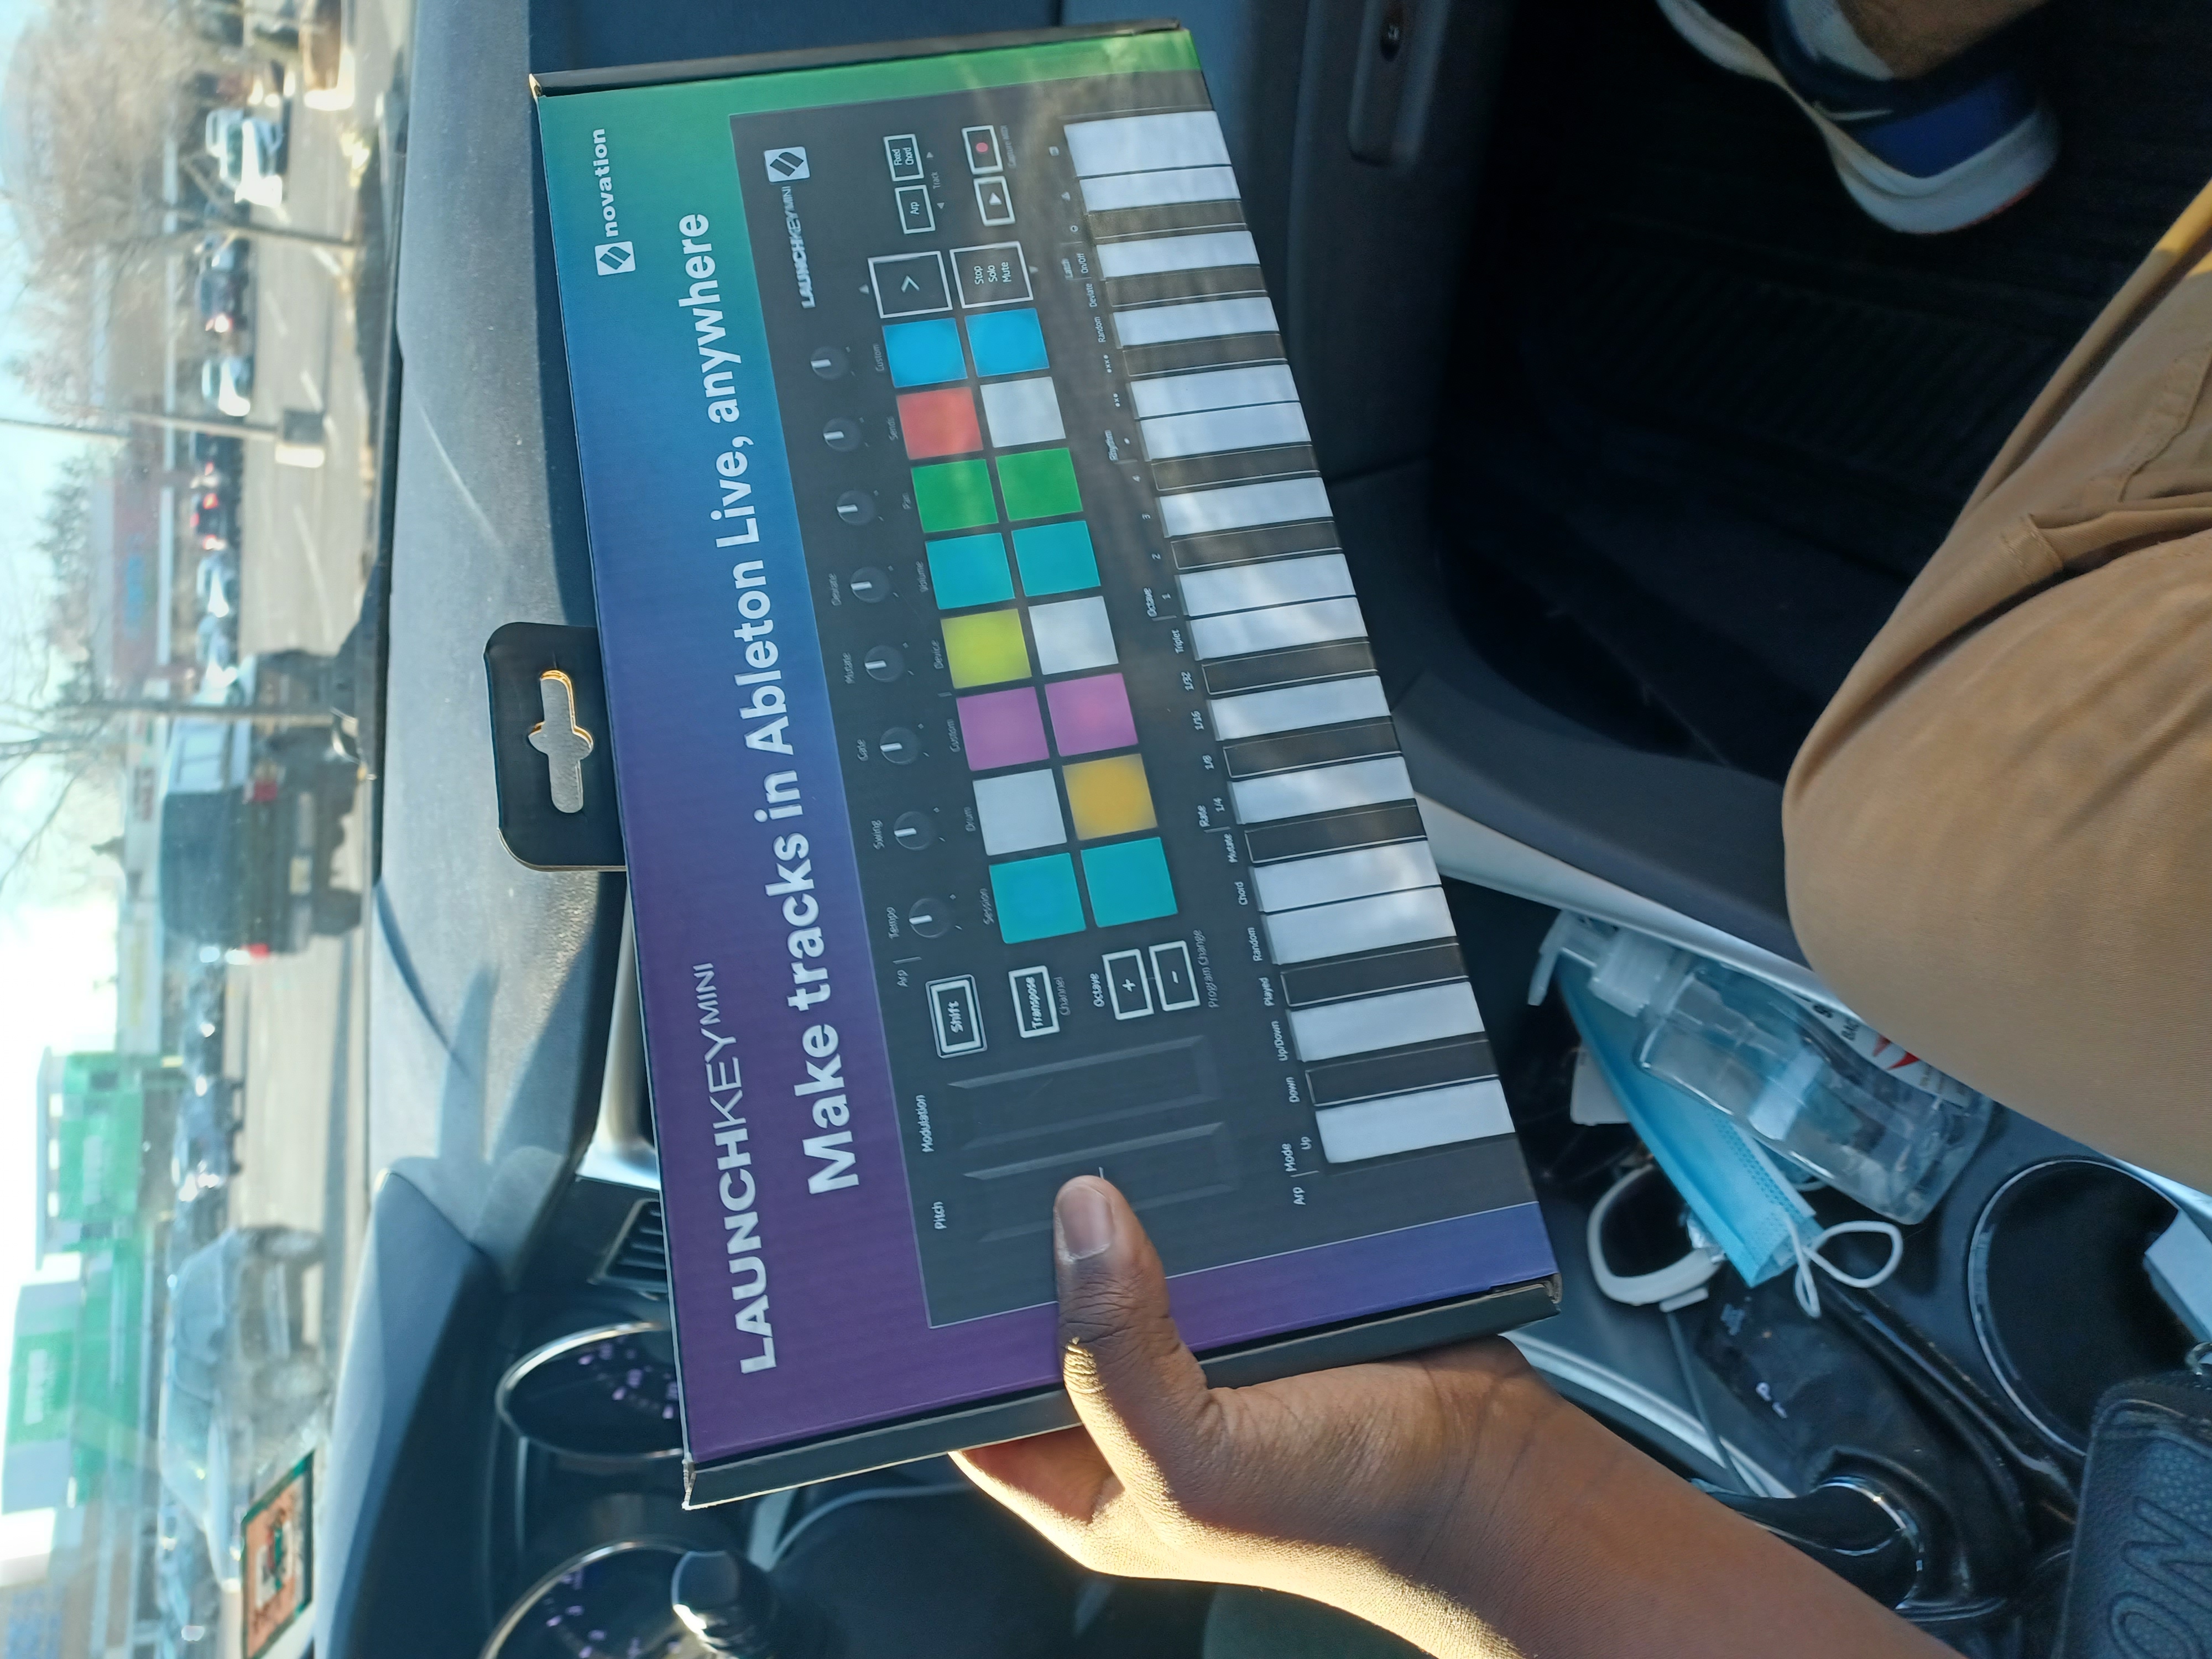 novation
LAUNCHKEY MINI
Make tracks in Ableton Live, anywhere
LAUNCHKEY MINI
Pitch
Modulation
Shift
Arp
Tempo
Swing
Gate
Mutate
Deviate
Transpose
Channel
Session
Drum
Custom
Device
Volume
Pan
Sends
Custom
>
Arp
Fixed
Chord
Track
Stop
Solo
Mute
Capture MIDI
Octave
+
−
Program Change
Arp
Mode
Up
Down
Up/Down
Played
Random
Chord
Mutate
Rate
1/4
1/8
1/16
1/32
Triplet
Octave
1
2
3
4
Rhythm
Random
Deviate
Latch
On/Off
ON